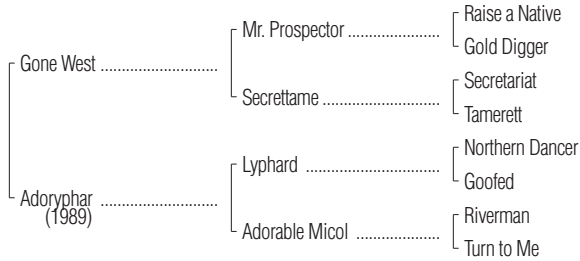 Raise a Native
Mr. Prospector ........................
Gold Digger
Gone West ..............................
Secretariat
Secrettame ..............................
Tamerett
Northern Dancer
Lyphard ..................................
Goofed
Adoryphar ..............................
(1989)
Riverman
Adorable Micol .....................
Turn to Me